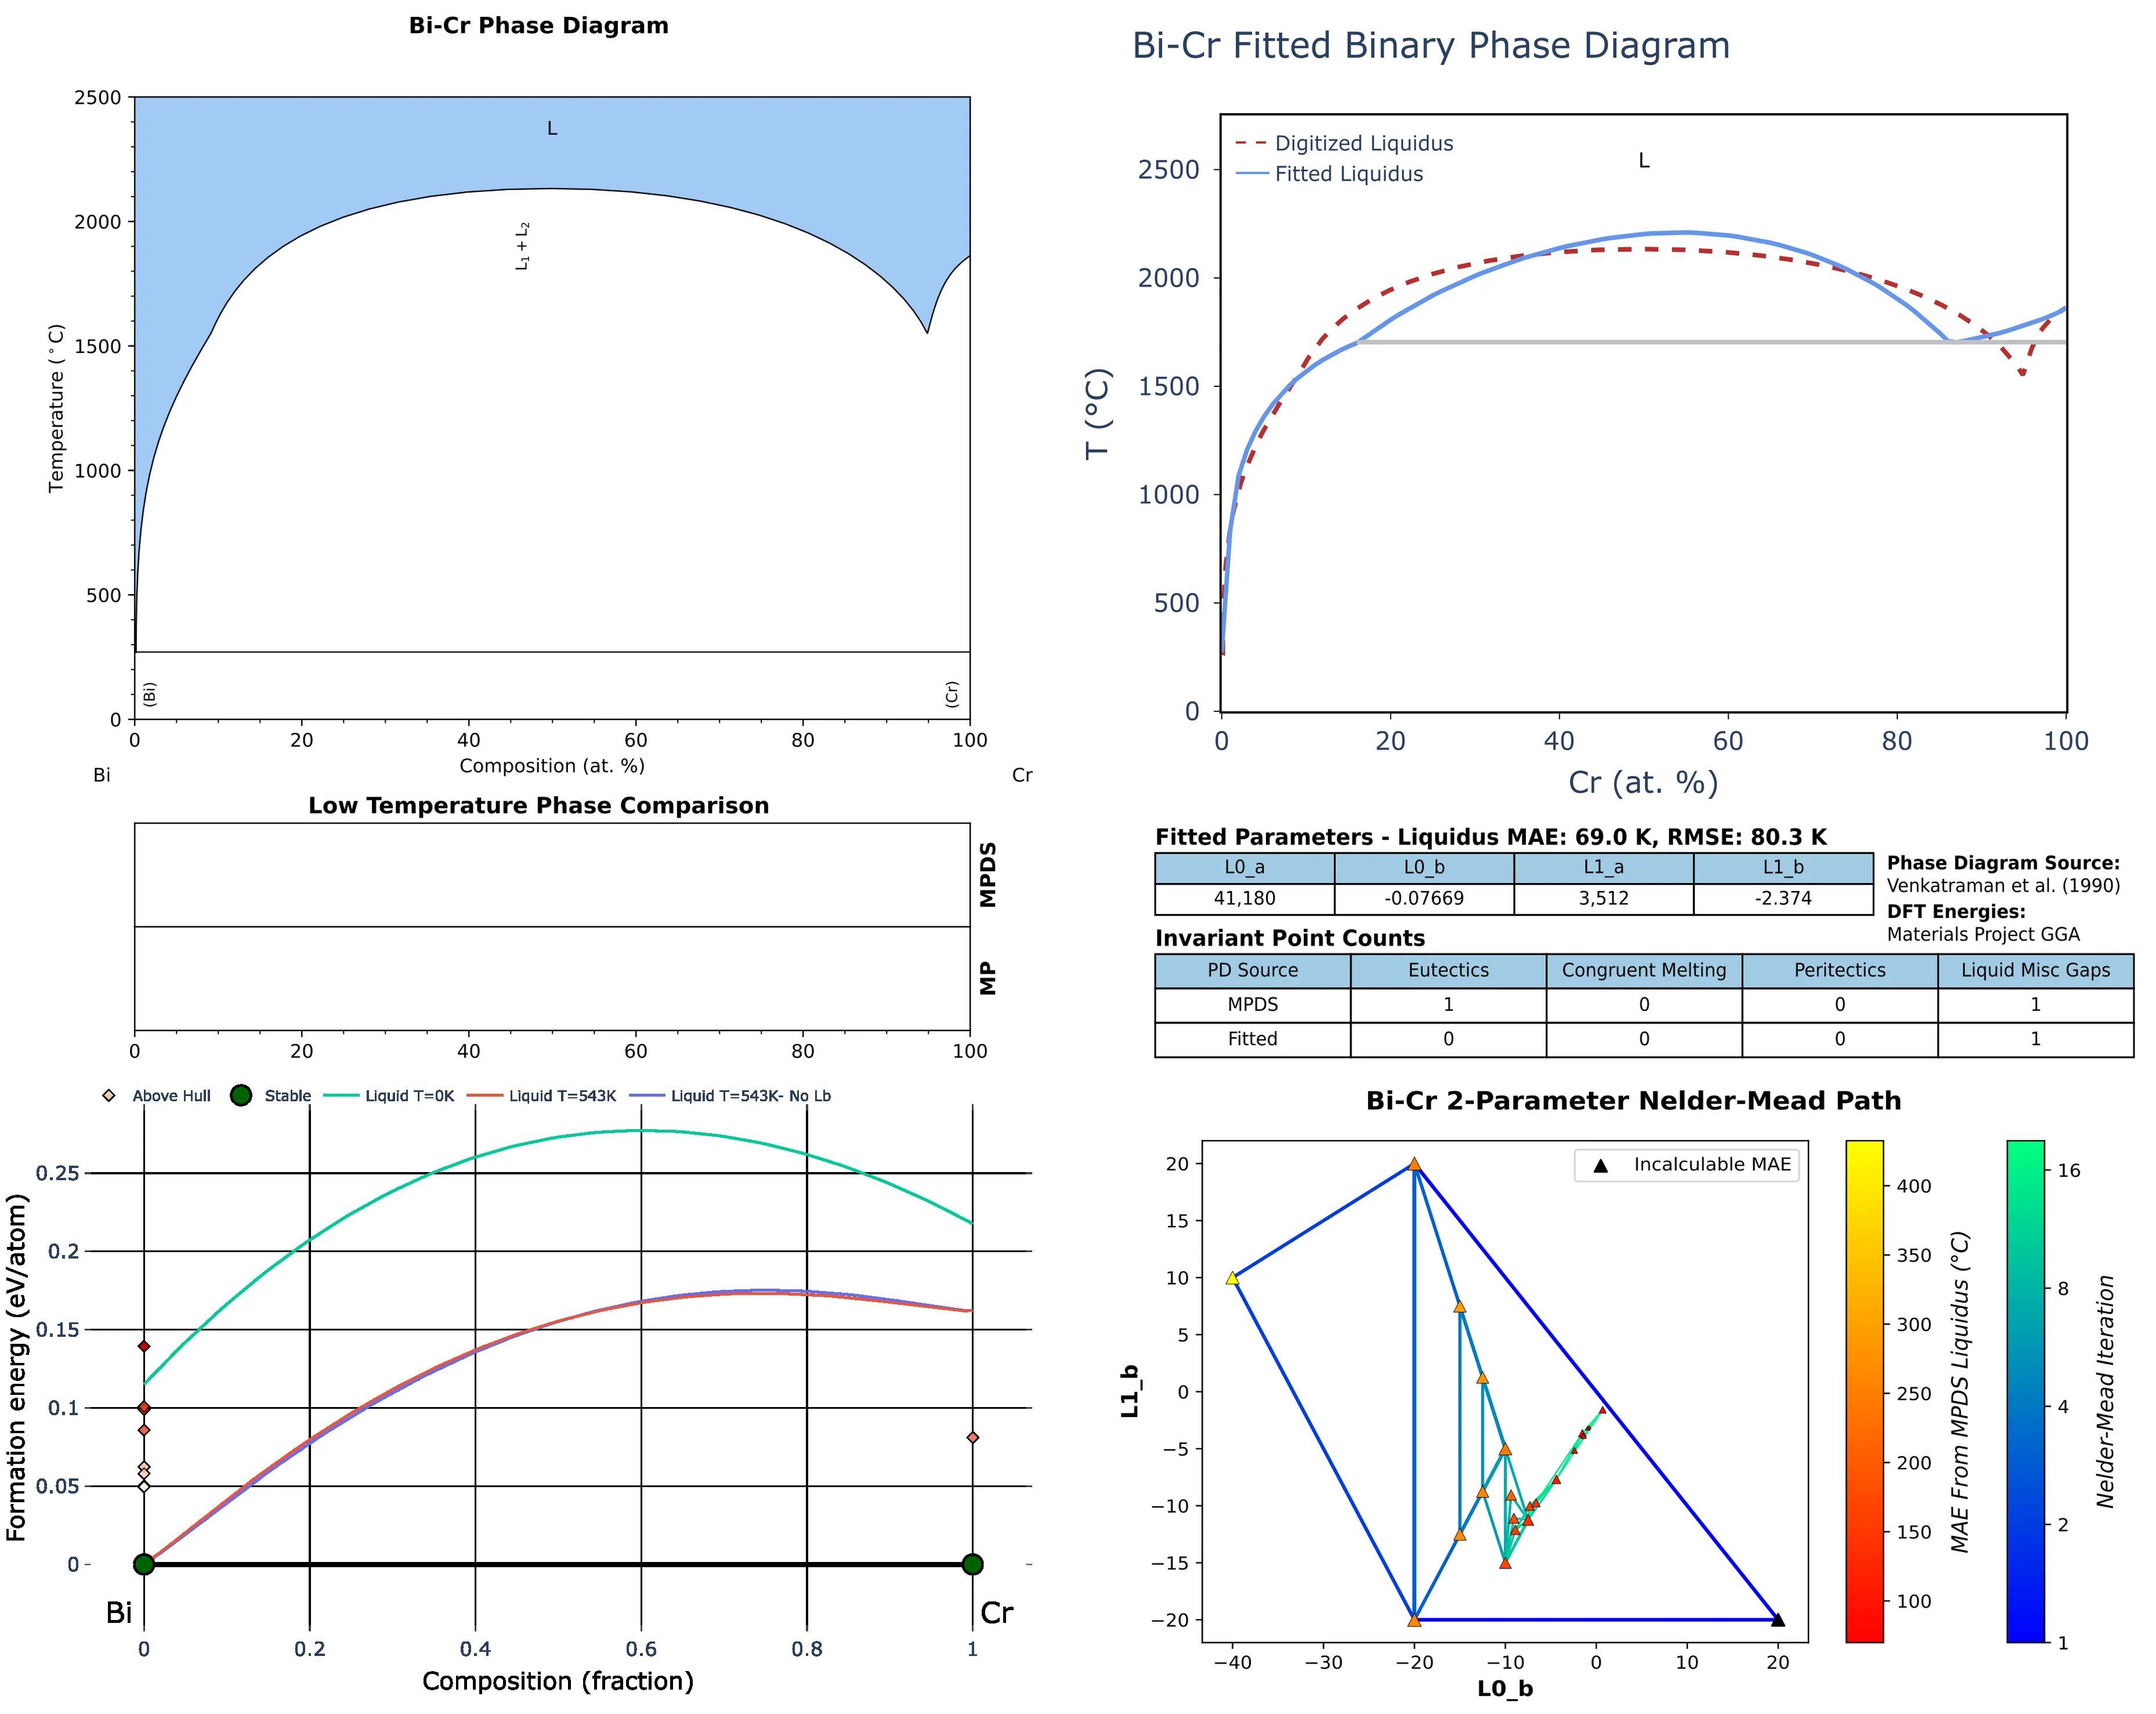 Bi-Cr Phase Diagram
2500
2000
1500
1000
500
0
Temperature (°C)
L
L₁ + L₂
(Bi)
(Cr)
0 20 40 60 80 100
Composition (at. %)
Bi
Cr
Bi-Cr Fitted Binary Phase Diagram
Digitized Liquidus
Fitted Liquidus
L
2500
2000
1500
1000
500
0
T (°C)
0 20 40 60 80 100
Cr (at. %)
Low Temperature Phase Comparison
MPDS
MP
0 20 40 60 80 100
Fitted Parameters - Liquidus MAE: 69.0 K, RMSE: 80.3 K
L0_a L0_b L1_a L1_b
41,180 -0.07669 3,512 -2.374
Phase Diagram Source:
Venkatraman et al. (1990)
DFT Energies:
Materials Project GGA
Invariant Point Counts
PD Source Eutectics Congruent Melting Peritectics Liquid Misc Gaps
MPDS 1 0 0 1
Fitted 0 0 0 1
Above Hull Stable Liquid T=0K Liquid T=543K Liquid T=543K- No Lb
0.25
0.2
0.15
0.1
0.05
0
Formation energy (eV/atom)
Bi
Cr
0 0.2 0.4 0.6 0.8 1
Composition (fraction)
Bi-Cr 2-Parameter Nelder-Mead Path
Incalculable MAE
20
15
10
5
0
−5
−10
−15
−20
L1_b
−40 −30 −20 −10 0 10 20
L0_b
400
350
300
250
200
150
100
MAE From MPDS Liquidus (°C)
16
8
4
2
1
Nelder-Mead Iteration